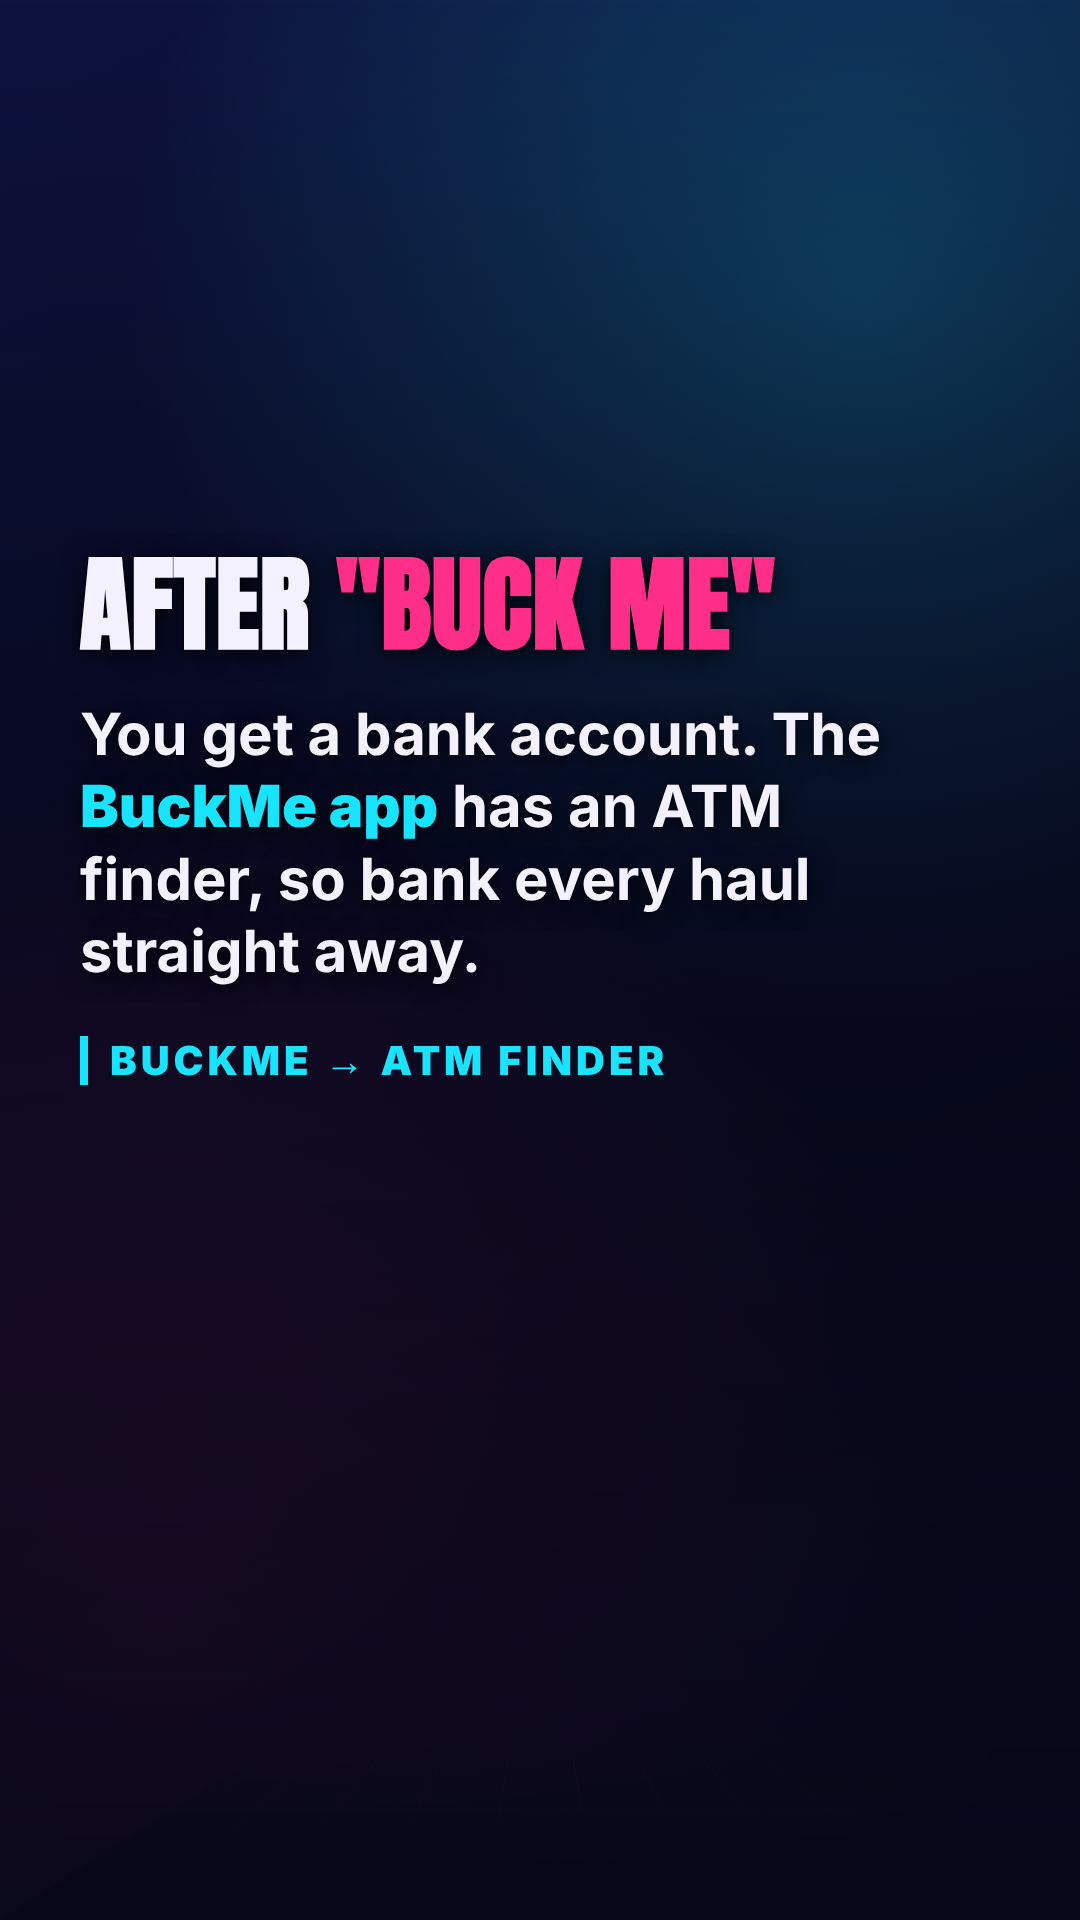 AFTER "BUCK ME"
You get a bank account. The
BuckMe app has an ATM
finder, so bank every haul
straight away.
BUCKME → ATM FINDER